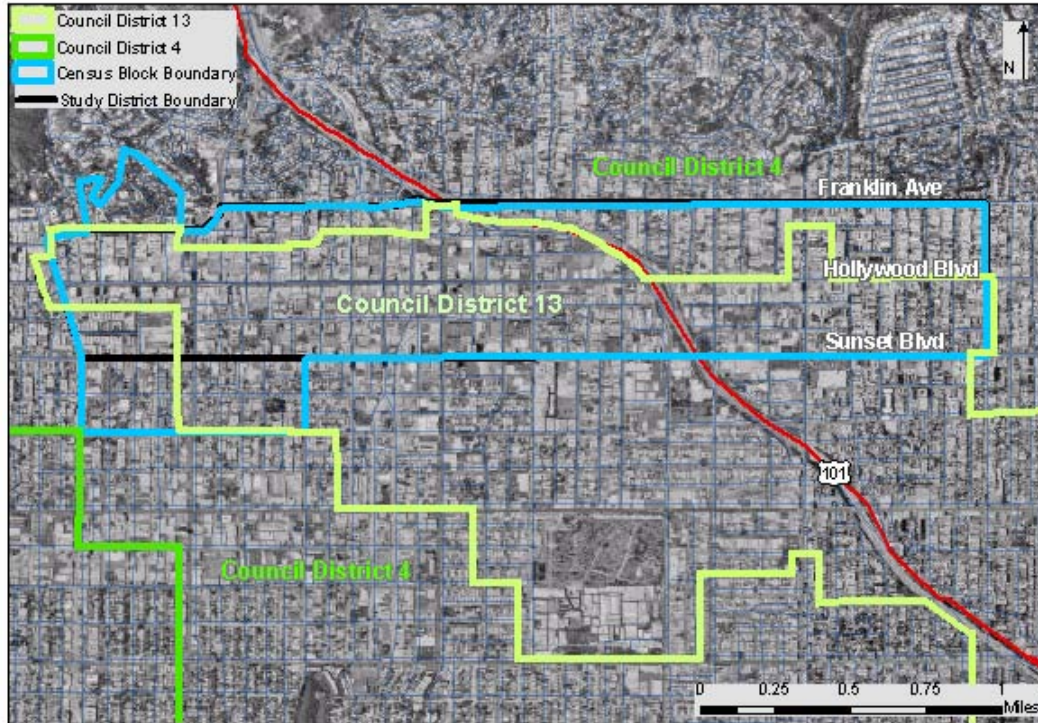 Council District 13
Council District 4
Census Block Boundary
Study District Boundary
N
Council District 4
Franklin Ave
Hollywood Blvd
Council District 13
Sunset Blvd
101
Council District 4
0 0.25 0.5 0.75 1
Miles